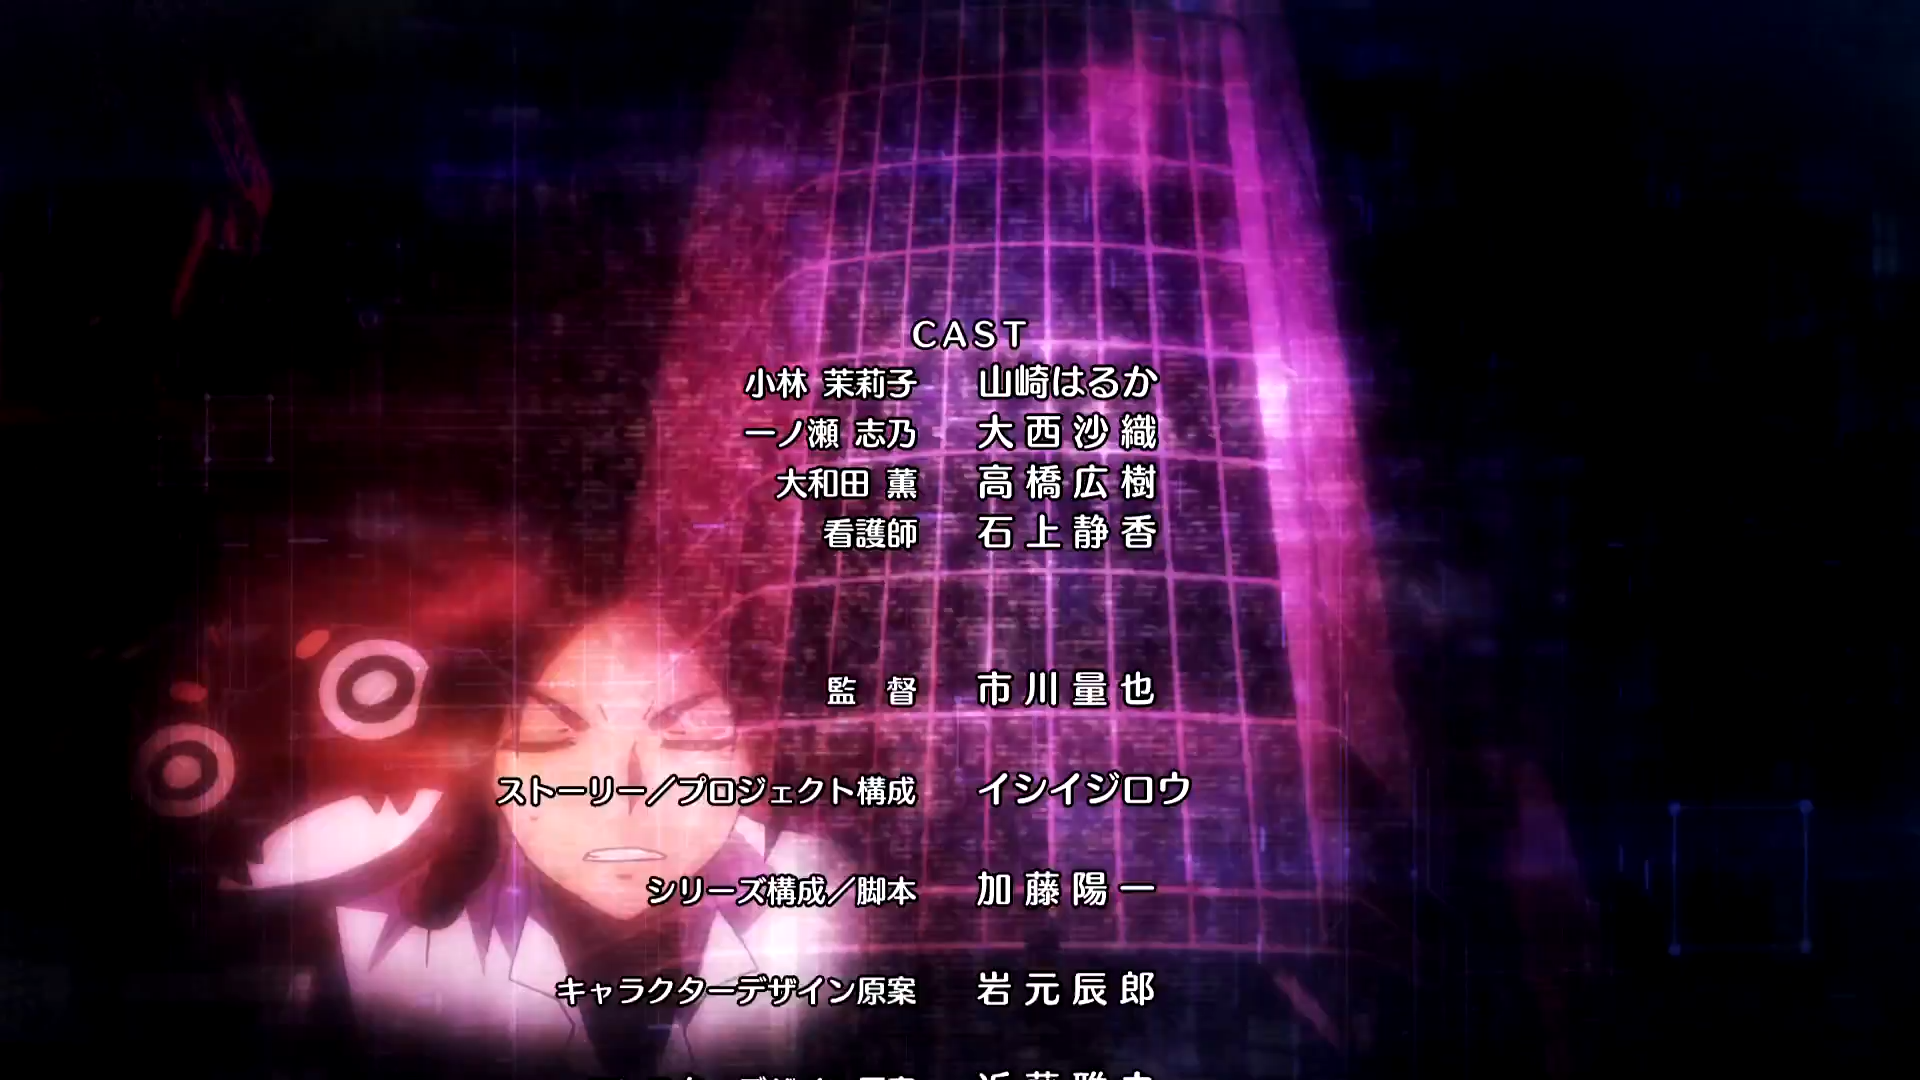 CAST
小林 茉莉子 山崎はるか
一ノ瀬 志乃 大西沙織
大和田 薫 高橋広樹
看護師 石上静香
監督 市川量也
ストーリー／プロジェクト構成 イシイジロウ
シリーズ構成／脚本 加藤陽一
キャラクターデザイン原案 岩元辰郎